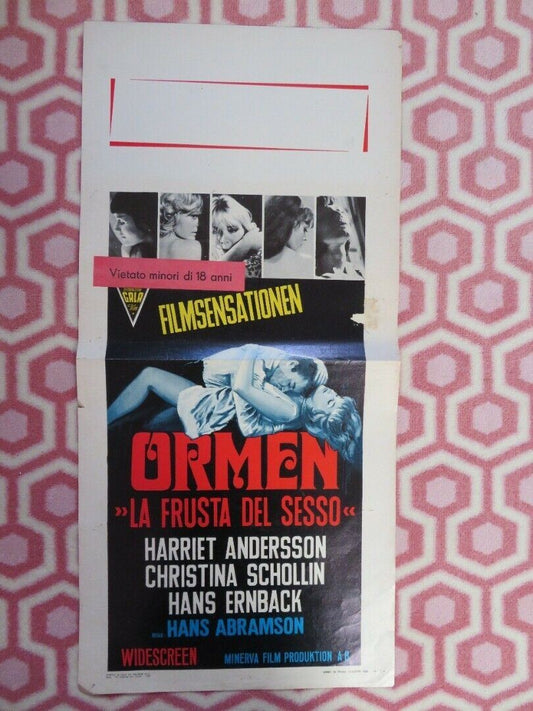 Vietato minori di 18 anni
GALA
FILMSENSATIONEN
ORMEN
»LA FRUSTA DEL SESSO«
HARRIET ANDERSSON
CHRISTINA SCHOLLIN
HANS ERNBACK
HANS ABRAMSON
WIDESCREEN MINERVA FILM PRODUKTION A.B.